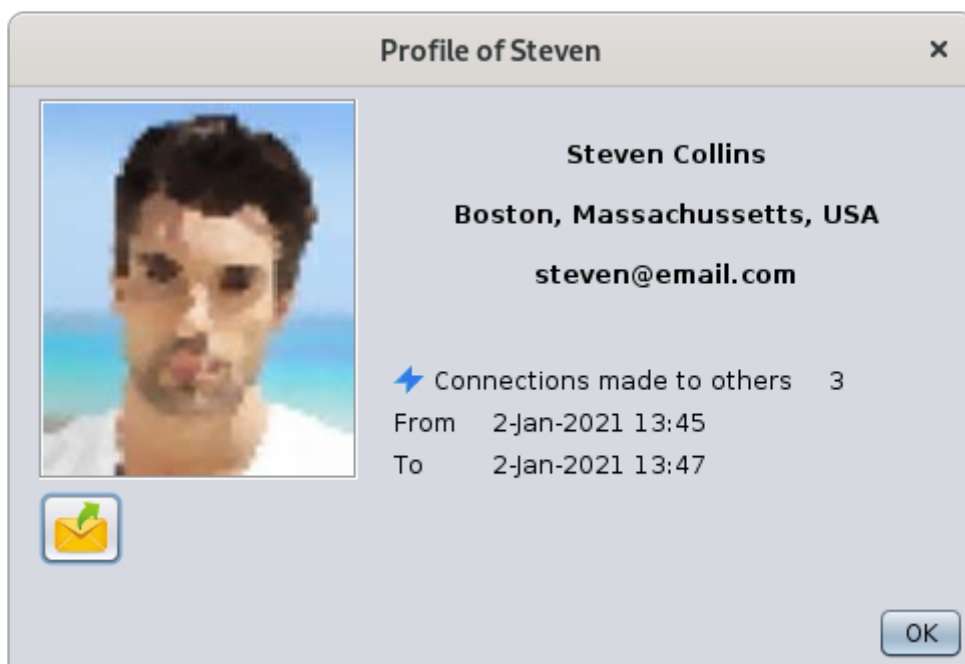 Profile of Steven
Steven Collins
Boston, Massachussetts, USA
steven@email.com
Connections made to others 3
From 2-Jan-2021 13:45
To 2-Jan-2021 13:47
OK